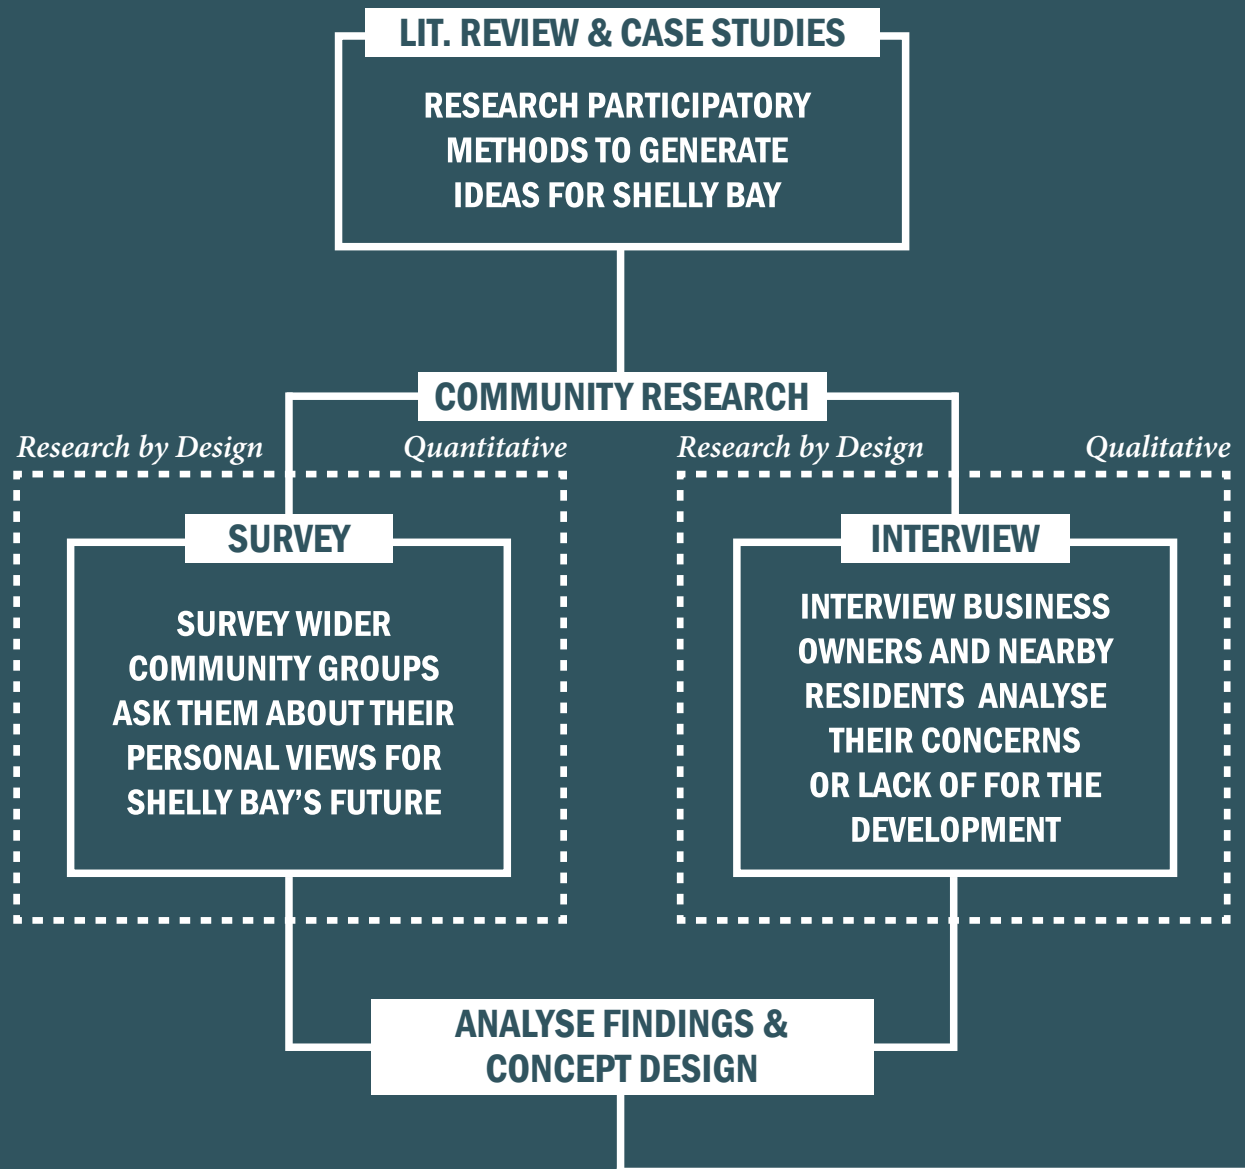 LIT. REVIEW & CASE STUDIES
RESEARCH PARTICIPATORY
METHODS TO GENERATE
IDEAS FOR SHELLY BAY
COMMUNITY RESEARCH
Research by Design
Quantitative
SURVEY
SURVEY WIDER
COMMUNITY GROUPS
ASK THEM ABOUT THEIR
PERSONAL VIEWS FOR
SHELLY BAY’S FUTURE
Research by Design
Qualitative
INTERVIEW
INTERVIEW BUSINESS
OWNERS AND NEARBY
RESIDENTS ANALYSE
THEIR CONCERNS
OR LACK OF FOR THE
DEVELOPMENT
ANALYSE FINDINGS &
CONCEPT DESIGN